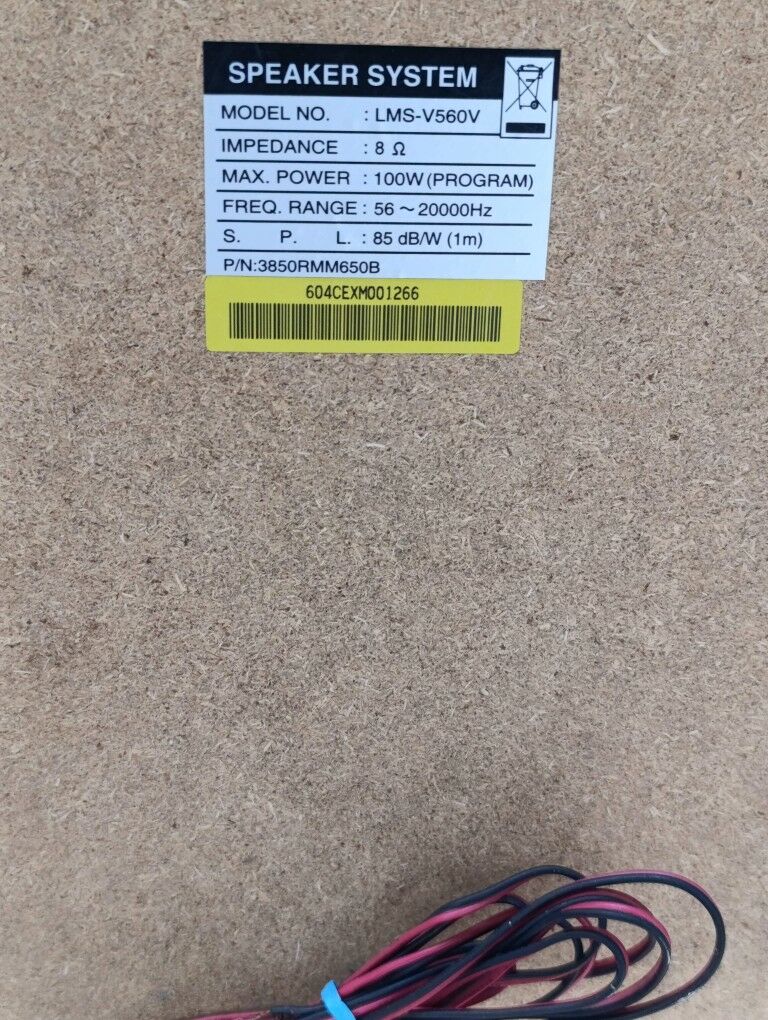 SPEAKER SYSTEM
MODEL NO. : LMS-V560V
IMPEDANCE : 8 Ω
MAX. POWER : 100W (PROGRAM)
FREQ. RANGE : 56 ～ 20000Hz
S. P. L. : 85 dB/W (1m)
P/N:3850RMM650B
604CEXM001266